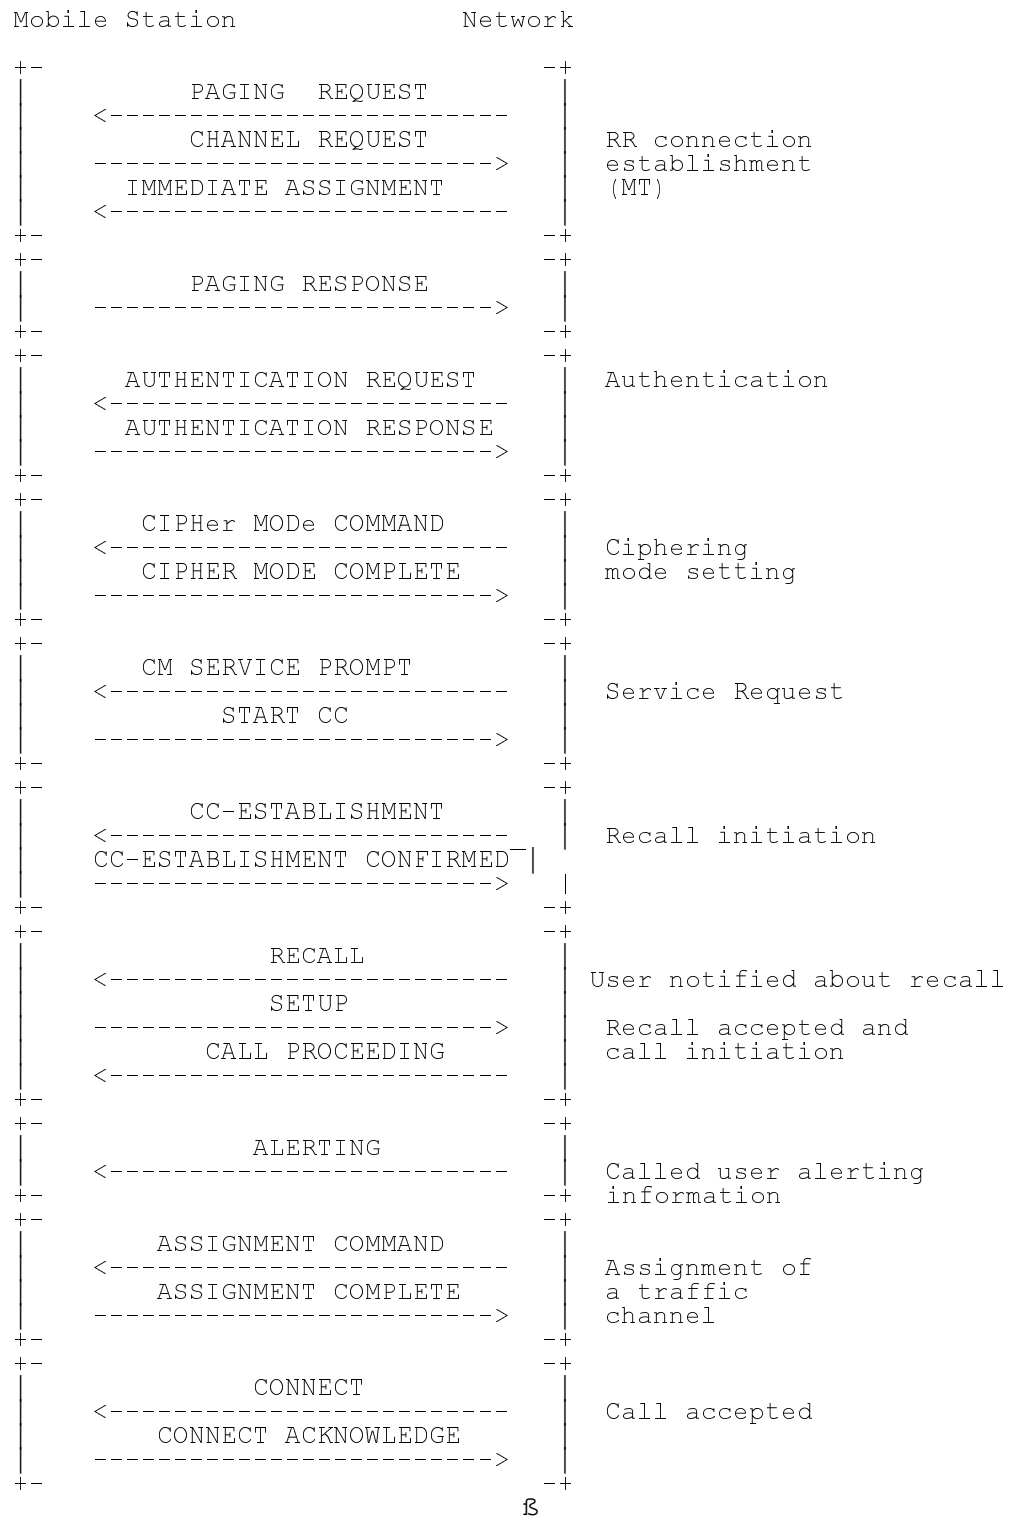 Mobile Station Network
+- -+
| PAGING  REQUEST |
<-------------------------
| CHANNEL REQUEST | RR connection
-------------------------> establishment
| IMMEDIATE ASSIGNMENT | (MT)
| <------------------------- |
+- -+
+- -+
| PAGING RESPONSE |
| -------------------------> |
+- -+
+- -+
| AUTHENTICATION REQUEST | Authentication
<-------------------------
| AUTHENTICATION RESPONSE |
| -------------------------> |
+- -+
+- -+
| CIPHer MODe COMMAND |
<------------------------- Ciphering
| CIPHER MODE COMPLETE | mode setting
| -------------------------> |
+- -+
+- -+
| CM SERVICE PROMPT |
<------------------------- Service Request
| START CC |
| -------------------------> |
+- -+
+- -+
| CC-ESTABLISHMENT |
<------------------------- | Recall initiation
| CC-ESTABLISHMENT CONFIRMED¯|
| -------------------------> |
+- -+
+- -+
| RECALL |
<------------------------- User notified about recall
| SETUP |
-------------------------> Recall accepted and
| CALL PROCEEDING | call initiation
| <------------------------- |
+- -+
+- -+
| ALERTING |
| <------------------------- | Called user alerting
+- -+ information
+- -+
| ASSIGNMENT COMMAND |
<------------------------- Assignment of
| ASSIGNMENT COMPLETE | a traffic
| -------------------------> | channel
+- -+
+- -+
| CONNECT |
<------------------------- Call accepted
| CONNECT ACKNOWLEDGE |
| -------------------------> |
+- -+
ß